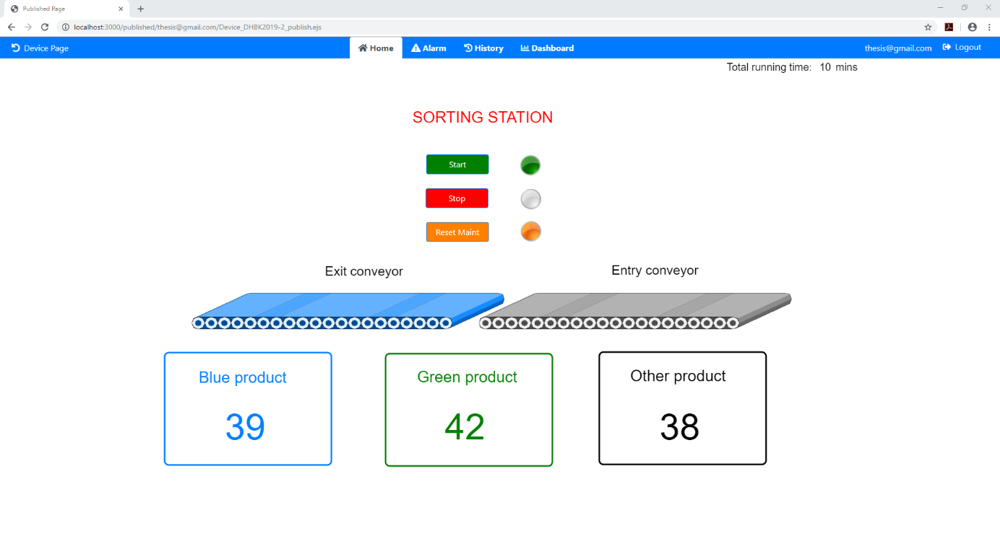 Published Page
localhost:3000/published/thesis@gmail.com/Device_DHBK2019-2_publish.ejs
Device Page Home Alarm History Dashboard thesis@gmail.com Logout
Total running time: 10 mins
SORTING STATION
Start
Stop
Reset Maint
Exit conveyor Entry conveyor
Blue product Green product Other product
39 42 38